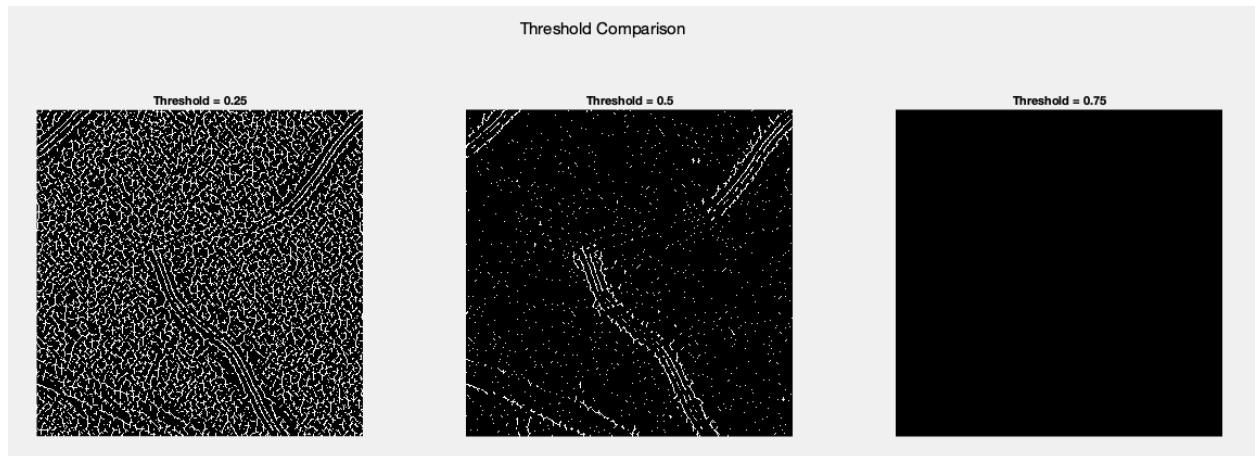 Threshold Comparison
Threshold = 0.25
Threshold = 0.5
Threshold = 0.75